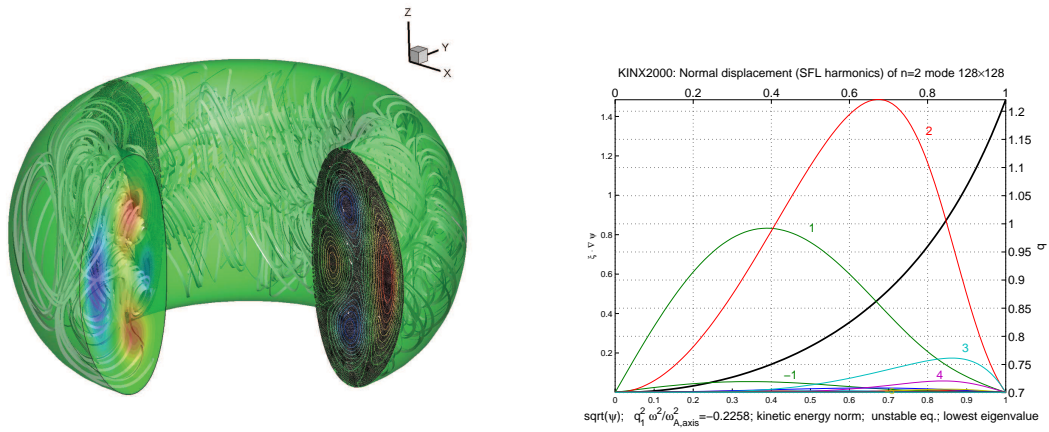 Z
Y
X
KINX2000: Normal displacement (SFL harmonics) of n=2 mode 128×128
0 0.2 0.4 0.6 0.8 1
1.4
1.2
1
0.8
0.6
0.4
0.2
ξ · ∇ ψ
2
1
3
4
−1
1.2
1.15
1.1
1.05
1
0.95
0.9
0.85
0.8
0.75
0.7
q
0 0.1 0.2 0.3 0.4 0.5 0.6 0.7 0.8 0.9 1
sqrt(ψ); q₁² ω²/ω²A,axis=−0.2258; kinetic energy norm; unstable eq.; lowest eigenvalue